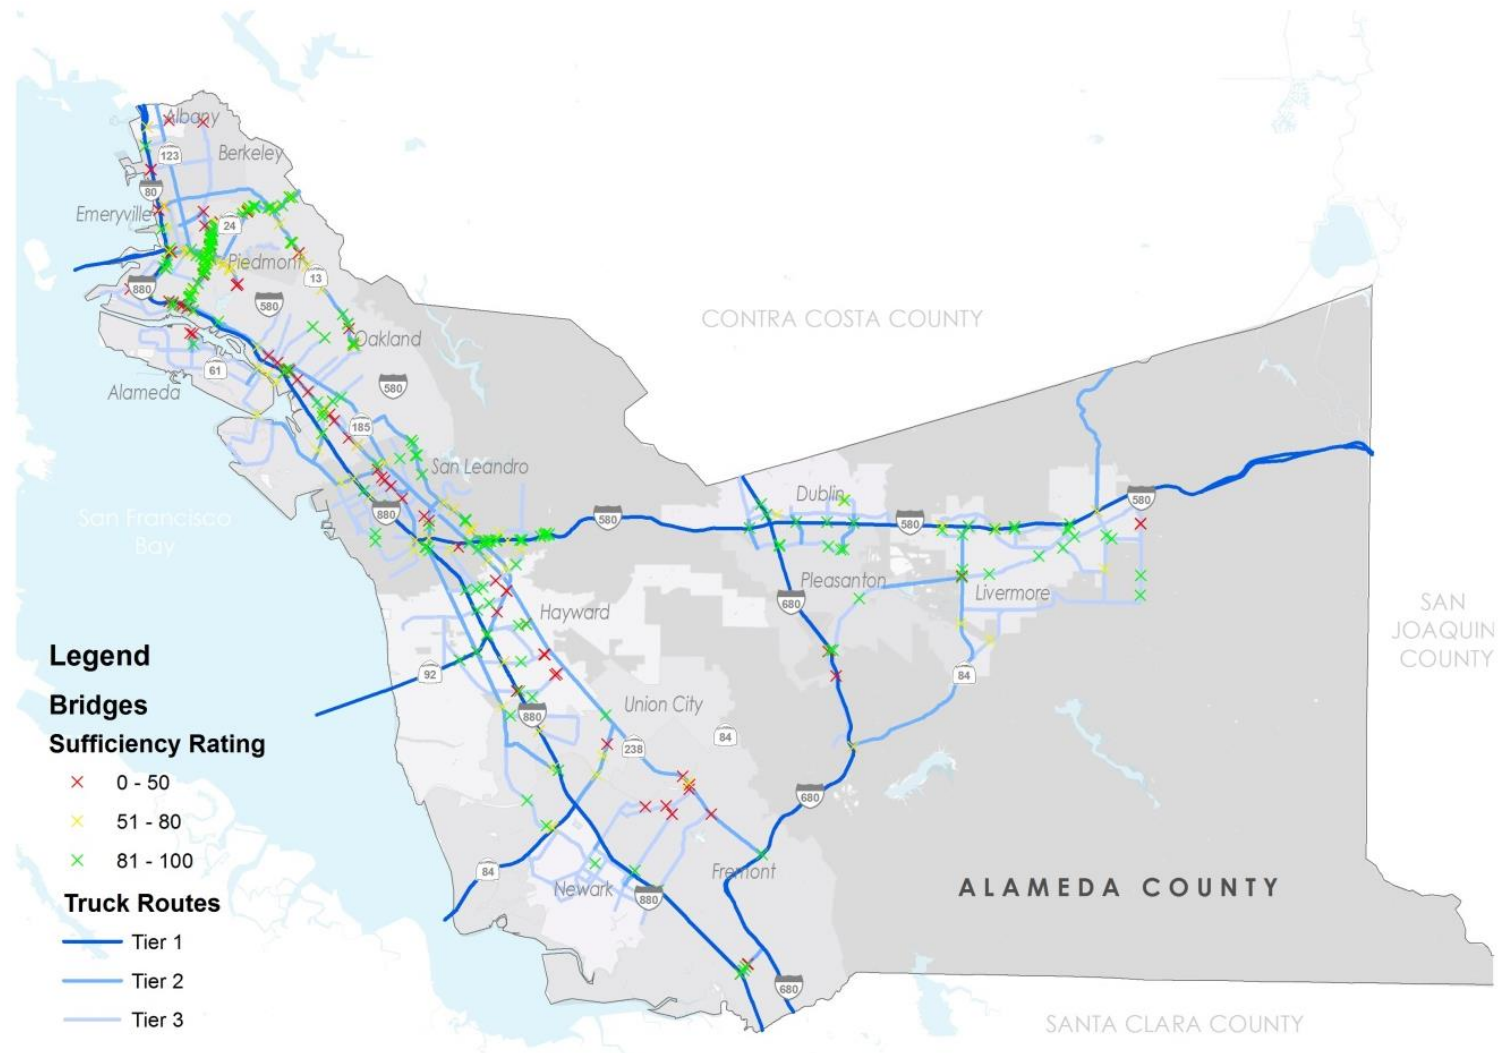 Albany
123
Berkeley
80
Emeryville
24
Piedmont
13
880
580
CONTRA COSTA COUNTY
Oakland
61
580
Alameda
185
San Leandro
Dublin
580
880
580
580
San Francisco
Bay
Pleasanton
Livermore
680
Hayward
SAN
JOAQUIN
COUNTY
Legend
92
84
Bridges
Union City
880
84
Sufficiency Rating
238
0 - 50
680
51 - 80
81 - 100
84
Fremont
Newark
ALAMEDA COUNTY
880
Truck Routes
Tier 1
Tier 2
680
Tier 3
SANTA CLARA COUNTY